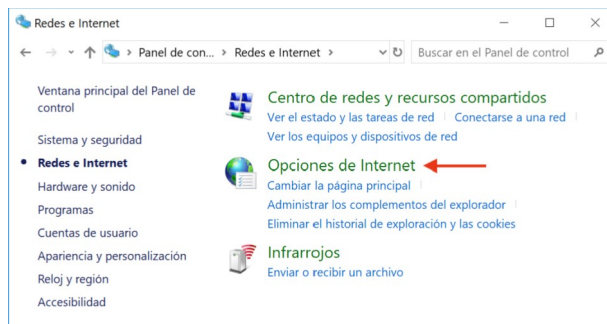 Redes e Internet
Panel de con... > Redes e Internet >
Buscar en el Panel de control
Ventana principal del Panel de
control
Sistema y seguridad
Redes e Internet
Hardware y sonido
Programas
Cuentas de usuario
Apariencia y personalización
Reloj y región
Accesibilidad
Centro de redes y recursos compartidos
Ver el estado y las tareas de red
Conectarse a una red
Ver los equipos y dispositivos de red
Opciones de Internet
Cambiar la página principal
Administrar los complementos del explorador
Eliminar el historial de exploración y las cookies
Infrarrojos
Enviar o recibir un archivo